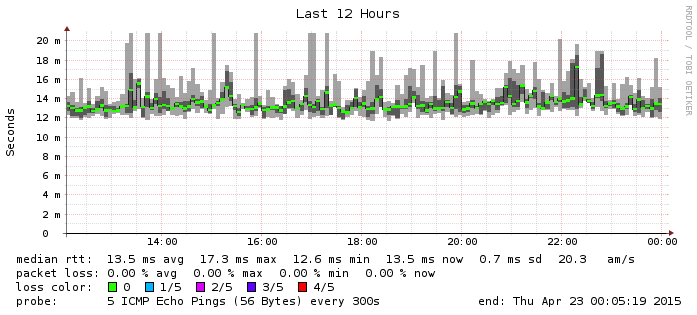 Last 12 Hours
RRDTOOL / TOBI OETIKER
Seconds
20 m
18 m
16 m
14 m
12 m
10 m
8 m
6 m
4 m
2 m
0
14:00 16:00 18:00 20:00 22:00 00:00
median rtt: 13.5 ms avg 17.3 ms max 12.6 ms min 13.5 ms now 0.7 ms sd 20.3 am/s
packet loss: 0.00 % avg 0.00 % max 0.00 % min 0.00 % now
loss color: 0 1/5 2/5 3/5 4/5
probe: 5 ICMP Echo Pings (56 Bytes) every 300s end: Thu Apr 23 00:05:19 2015